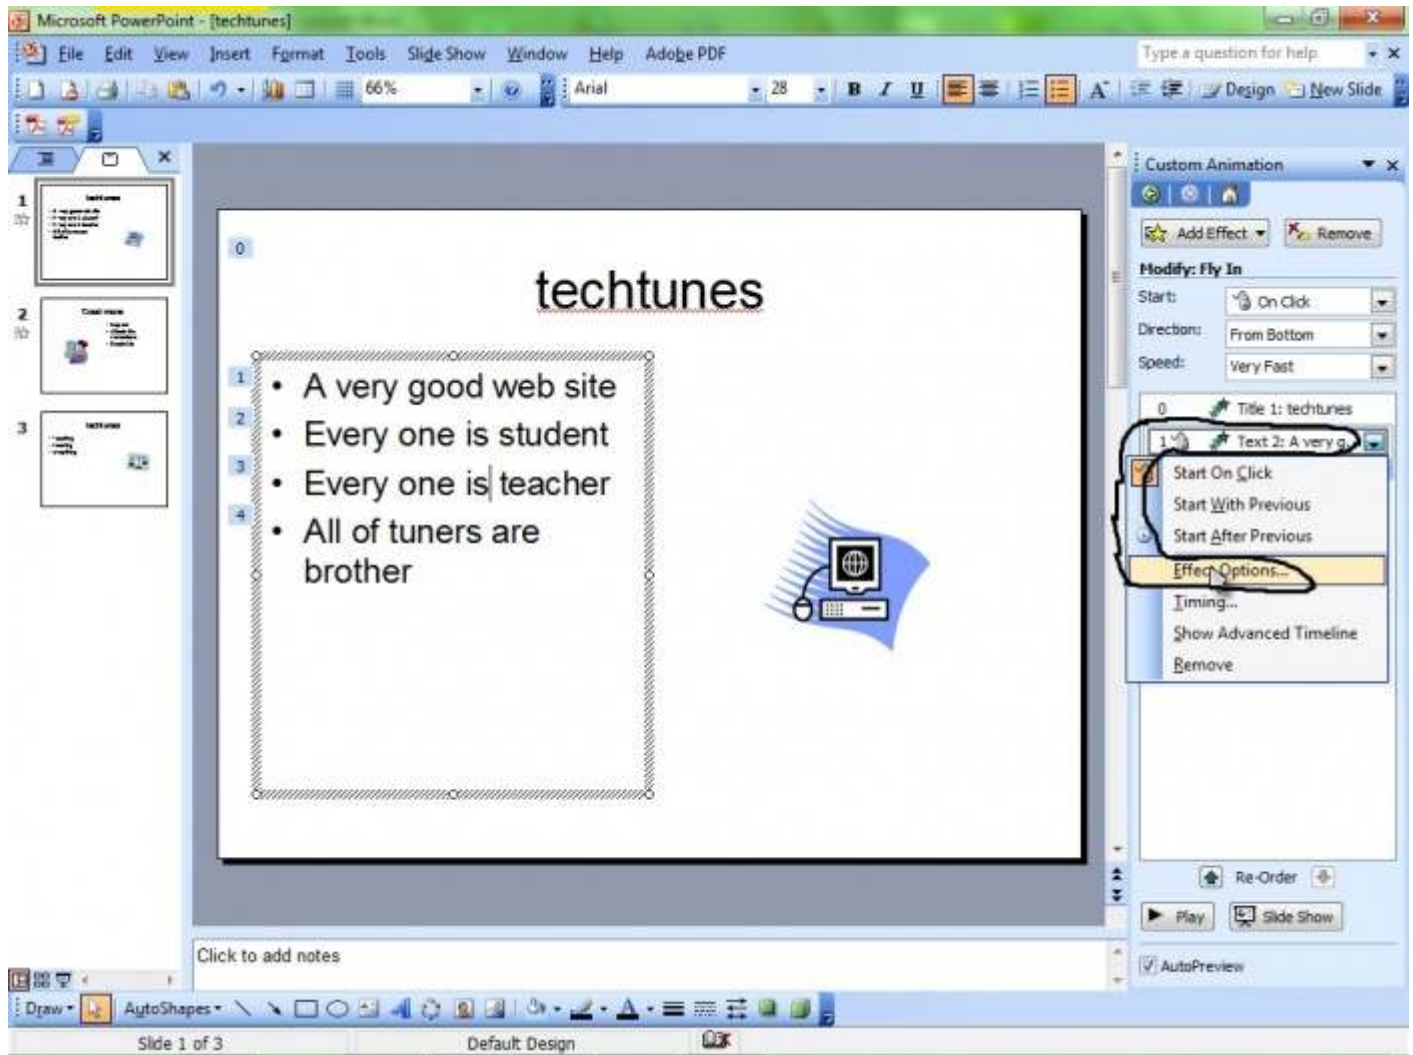 Microsoft PowerPoint - [techtunes]
File Edit View Insert Format Tools Slide Show Window Help Adobe PDF
Type a question for help
66% Arial 28 B I U A Design New Slide
Custom Animation
Add Effect Remove
Modify: Fly In
Start: On Click
Direction: From Bottom
Speed: Very Fast
0 Title 1: techtunes
1 Text 2: A very g...
Start On Click
Start With Previous
Start After Previous
Effect Options...
Timing...
Show Advanced Timeline
Remove
Re-Order
Play Slide Show
AutoPreview
1
2
3
0
techtunes
1 • A very good web site
2 • Every one is student
3 • Every one is teacher
4 • All of tuners are
brother
Click to add notes
Draw AutoShapes A
Slide 1 of 3 Default Design